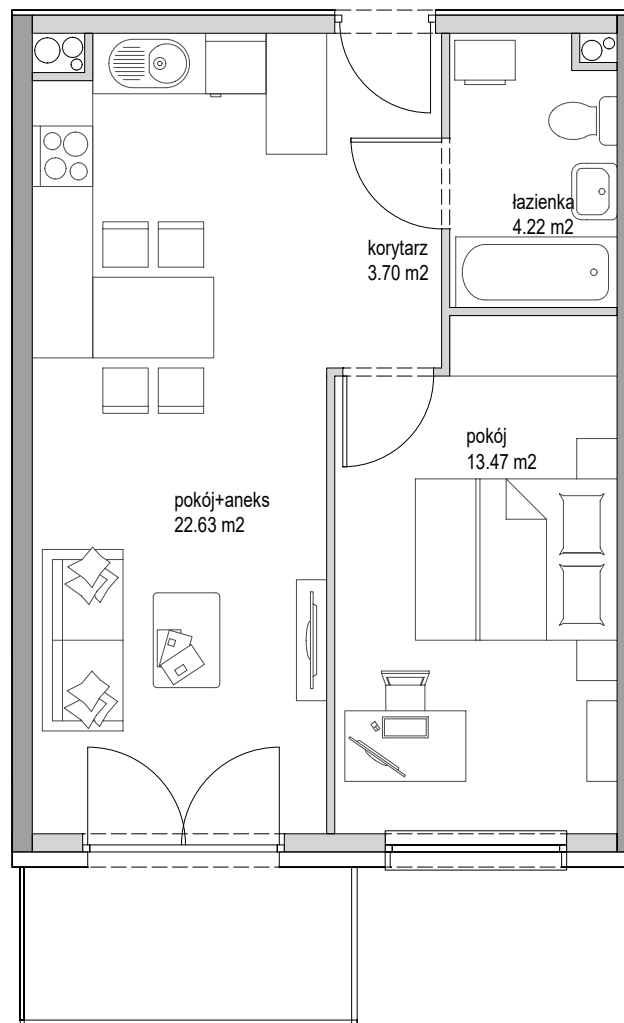 łazienka
4.22 m2
korytarz
3.70 m2
pokój
13.47 m2
pokój+aneks
22.63 m2